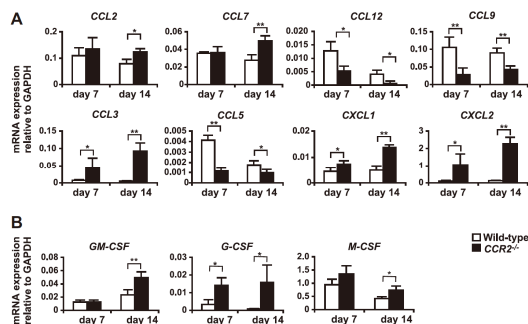 A
CCL2
CCL7
CCL12
CCL9
mRNA expression
relative to GAPDH
0.2
0.1
0
*
day 7
day 14
0.075
0.05
0.025
0
**
day 7
day 14
0.015
0.010
0.005
0
*
*
day 7
day 14
0.15
0.10
0.05
0
**
**
day 7
day 14
CCL3
CCL5
CXCL1
CXCL2
0.15
0.10
0.05
0
*
**
day 7
day 14
0.005
0.004
0.003
0.002
0.001
0
**
*
day 7
day 14
0.02
0.01
0
*
**
day 7
day 14
3.0
2.0
1.0
0
*
**
day 7
day 14
B
GM-CSF
G-CSF
M-CSF
mRNA expression
relative to GAPDH
0.08
0.06
0.04
0.02
0
**
day 7
day 14
0.03
0.02
0.01
0
*
*
day 7
day 14
2.0
1.5
1.0
0.5
0
*
day 7
day 14
Wild-type
CCR2-/-